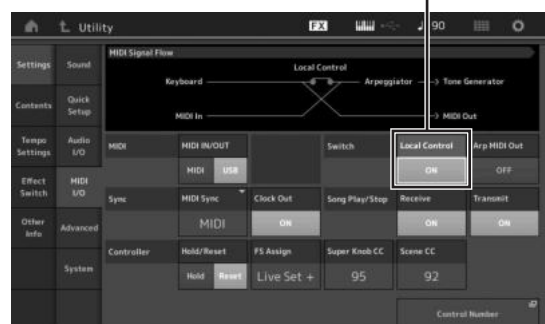 Utility FX 90
Settings Sound MIDI Signal Flow
Local Control
Keyboard Arpeggiator Tone Generator
Contents Quick Setup
MIDI In MIDI Out
Tempo Settings Audio I/O MIDI MIDI IN/OUT Switch Local Control Arp MIDI Out
MIDI USB ON OFF
Effect Switch MIDI I/O Sync MIDI Sync Clock Out Song Play/Stop Receive Transmit
Other Info Advanced MIDI ON ON ON
System Controller Hold/Reset FS Assign Super Knob CC Scene CC
Hold Reset Live Set + 95 92
Control Number